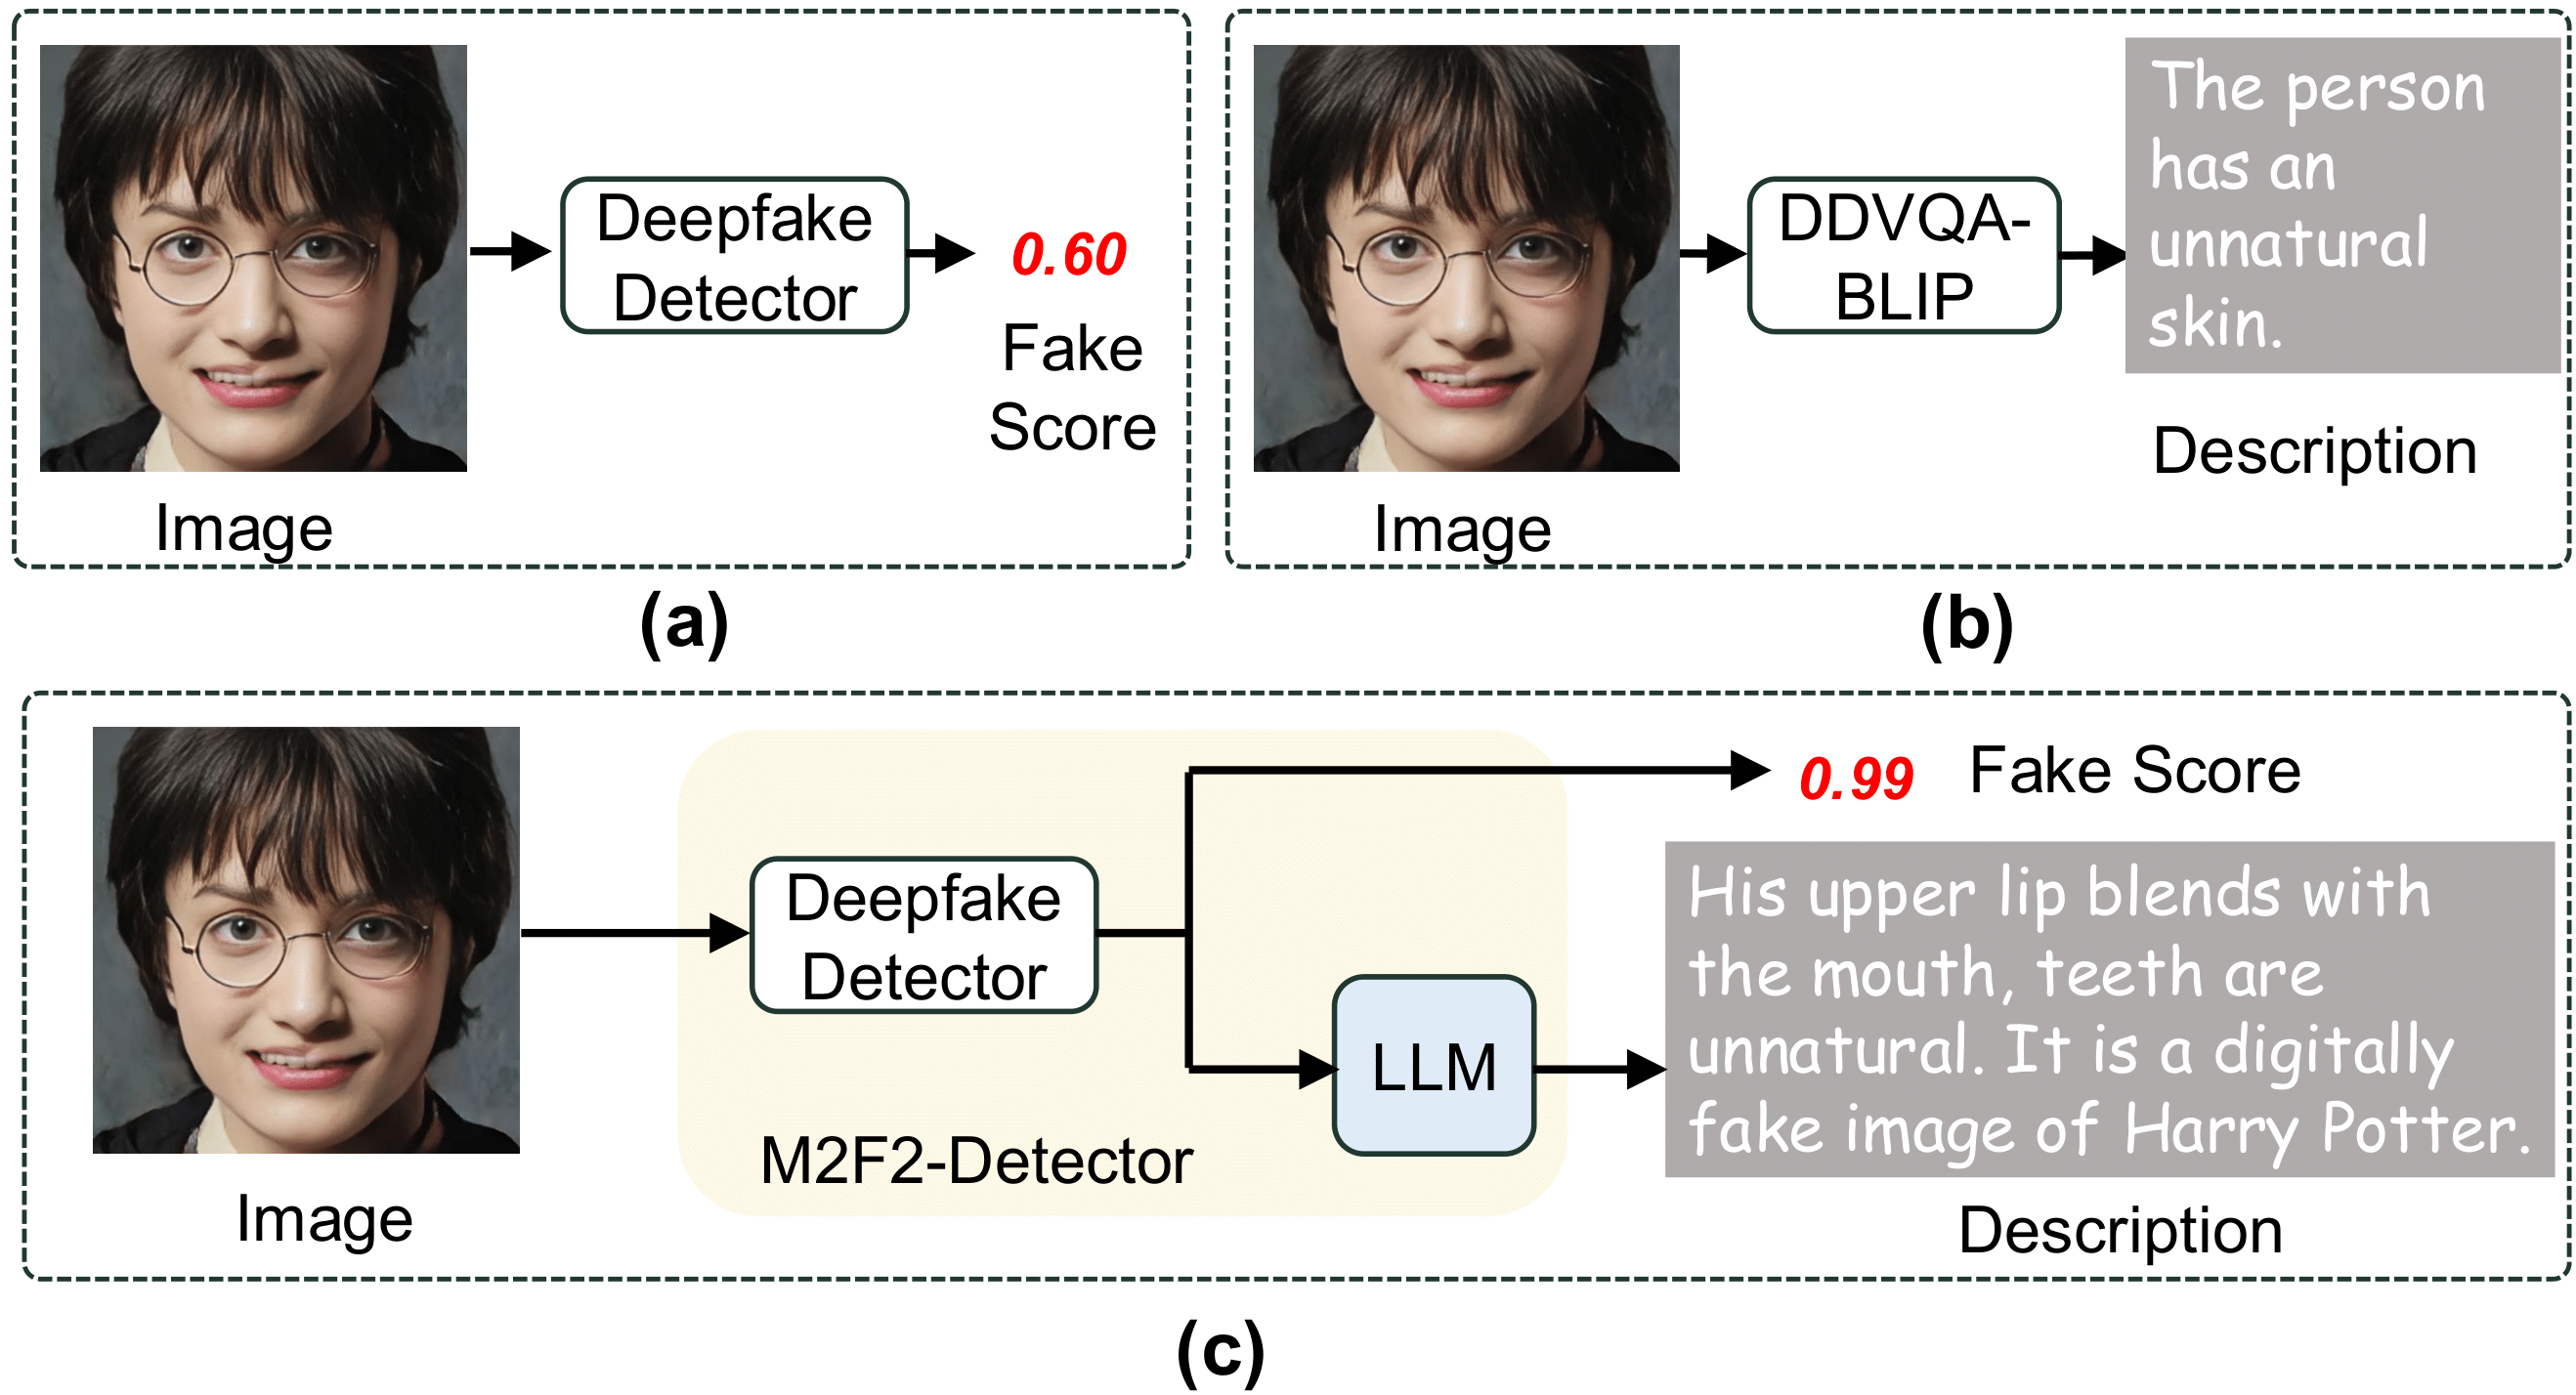 Deepfake
Detector
0.60
Fake
Score
Image
(a)
DDVQA-
BLIP
The person
has an
unnatural
skin.
Description
Image
(b)
Deepfake
Detector
0.99 Fake Score
LLM
M2F2-Detector
His upper lip blends with
the mouth, teeth are
unnatural. It is a digitally
fake image of Harry Potter.
Image
Description
(c)